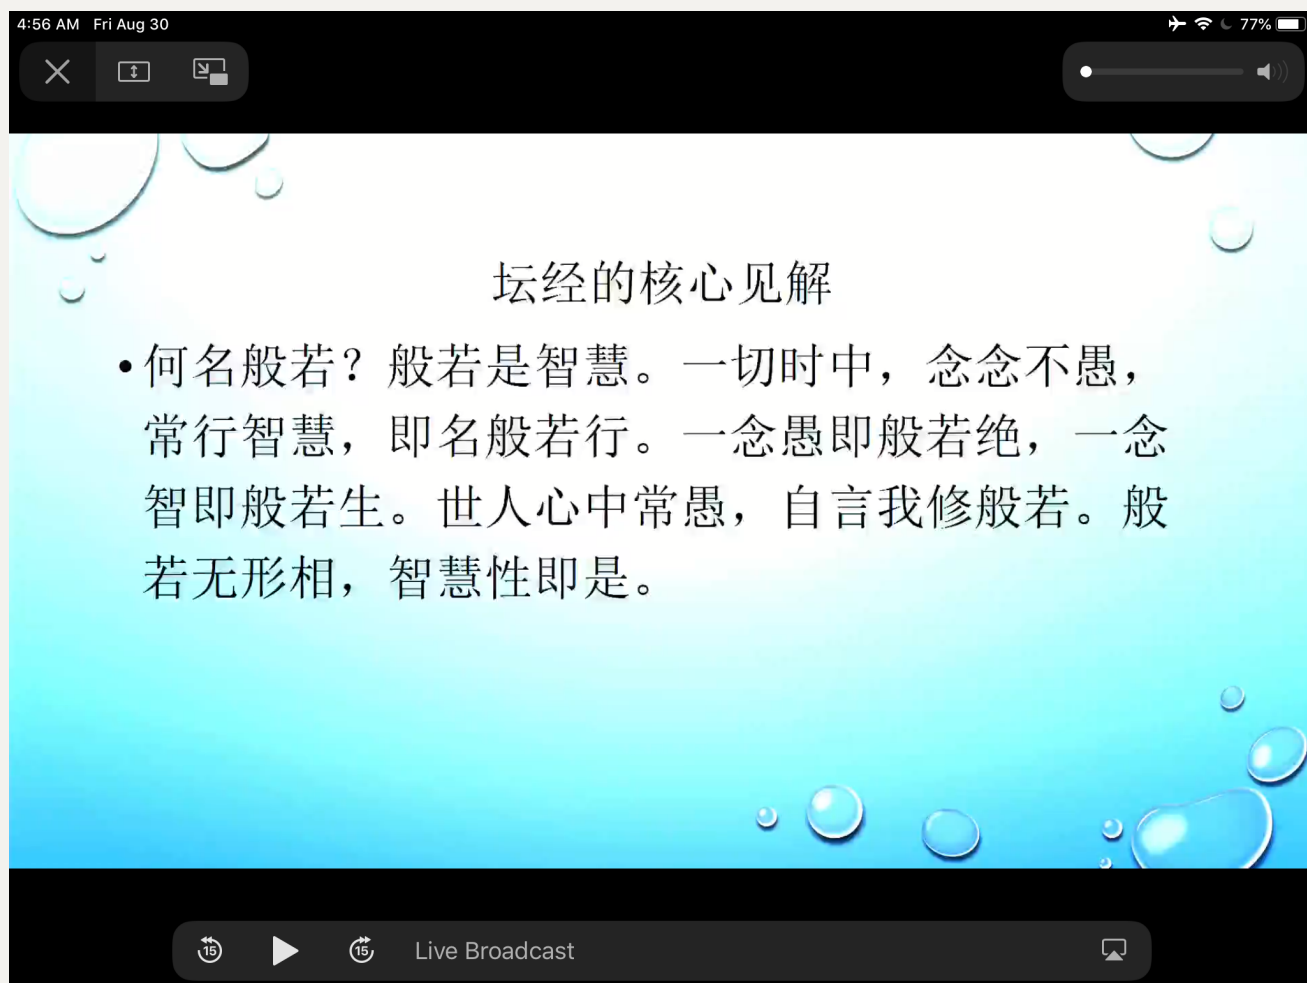 4:56 AM Fri Aug 30 77%
坛经的核心见解
•何名般若？般若是智慧。一切时中，念念不愚，
常行智慧，即名般若行。一念愚即般若绝，一念
智即般若生。世人心中常愚，自言我修般若。般
若无形相，智慧性即是。
15 15 Live Broadcast